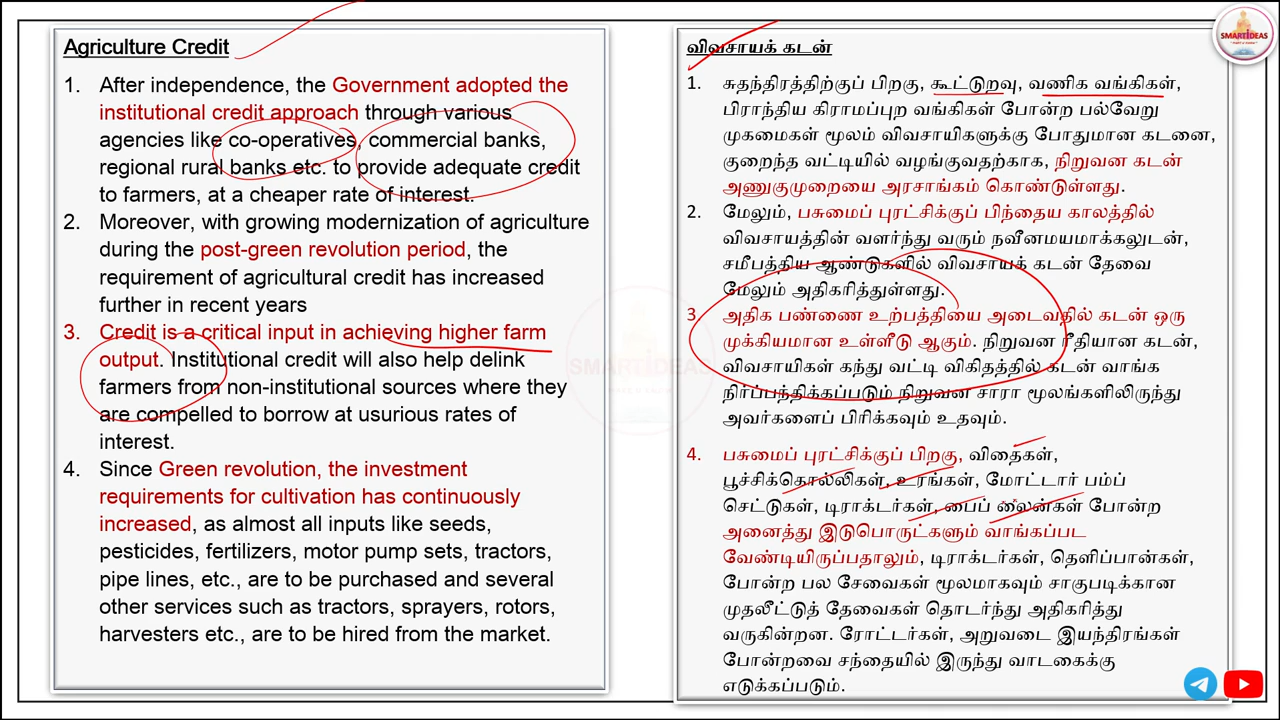 Agriculture Credit
1. After independence, the Government adopted the
institutional credit approach through various
agencies like co-operatives, commercial banks,
regional rural banks etc. to provide adequate credit
to farmers, at a cheaper rate of interest.
2. Moreover, with growing modernization of agriculture
during the post-green revolution period, the
requirement of agricultural credit has increased
further in recent years
3. Credit is a critical input in achieving higher farm
output. Institutional credit will also help delink
farmers from non-institutional sources where they
are compelled to borrow at usurious rates of
interest.
4. Since Green revolution, the investment
requirements for cultivation has continuously
increased, as almost all inputs like seeds,
pesticides, fertilizers, motor pump sets, tractors,
pipe lines, etc., are to be purchased and several
other services such as tractors, sprayers, rotors,
harvesters etc., are to be hired from the market.
விவசாயக் கடன்
1. சுதந்திரத்திற்குப் பிறகு, கூட்டுறவு, வணிக வங்கிகள்,
பிராந்திய கிராமப்புற வங்கிகள் போன்ற பல்வேறு
முகமைகள் மூலம் விவசாயிகளுக்கு போதுமான கடனை,
குறைந்த வட்டியில் வழங்குவதற்காக, நிறுவன கடன்
அணுகுமுறையை அரசாங்கம் கொண்டுள்ளது.
2. மேலும், பசுமைப் புரட்சிக்குப் பிந்தைய காலத்தில்
விவசாயத்தின் வளர்ந்து வரும் நவீனமயமாக்கலுடன்,
சமீபத்திய ஆண்டுகளில் விவசாயக் கடன் தேவை
மேலும் அதிகரித்துள்ளது.
3. அதிக பண்ணை உற்பத்தியை அடைவதில் கடன் ஒரு
முக்கியமான உள்ளீடு ஆகும். நிறுவன ரீதியான கடன்,
விவசாயிகள் கந்து வட்டி விகிதத்தில் கடன் வாங்க
நிர்ப்பந்திக்கப்படும் நிறுவன சாரா மூலங்களிலிருந்து
அவர்களைப் பிரிக்கவும் உதவும்.
4. பசுமைப் புரட்சிக்குப் பிறகு, விதைகள்,
பூச்சிக்கொல்லிகள், உரங்கள், மோட்டார் பம்ப்
செட்டுகள், டிராக்டர்கள், பைப் லைன்கள் போன்ற
அனைத்து இடுபொருட்களும் வாங்கப்பட
வேண்டியிருப்பதாலும், டிராக்டர்கள், தெளிப்பான்கள்,
போன்ற பல சேவைகள் மூலமாகவும் சாகுபடிக்கான
முதலீட்டுத் தேவைகள் தொடர்ந்து அதிகரித்து
வருகின்றன. ரோட்டர்கள், அறுவடை இயந்திரங்கள்
போன்றவை சந்தையில் இருந்து வாடகைக்கு
எடுக்கப்படும்.
SMARTIDEAS
SMARTIDEAS